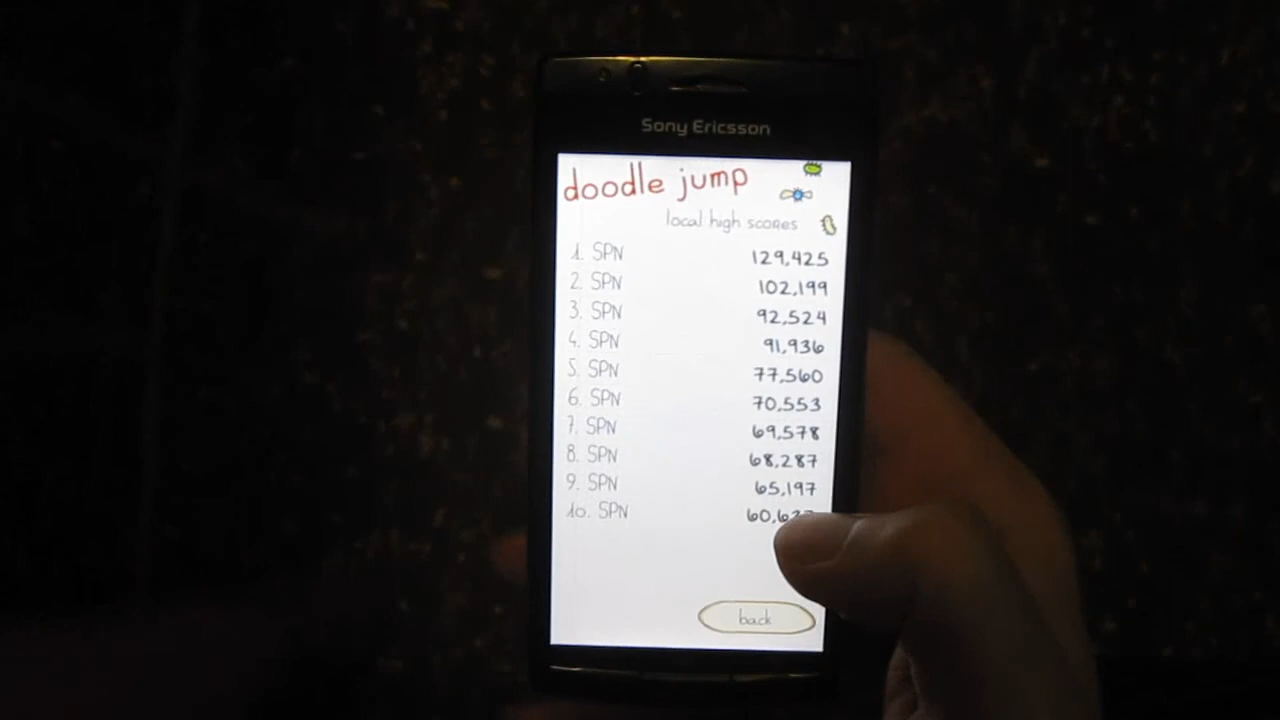 Sony Ericsson
doodle jump
local high scores
1. SPN 129,425
2. SPN 102,199
3. SPN 92,524
4. SPN 91,936
5. SPN 77,560
6. SPN 70,553
7. SPN 69,578
8. SPN 68,287
9. SPN 65,197
10. SPN
back